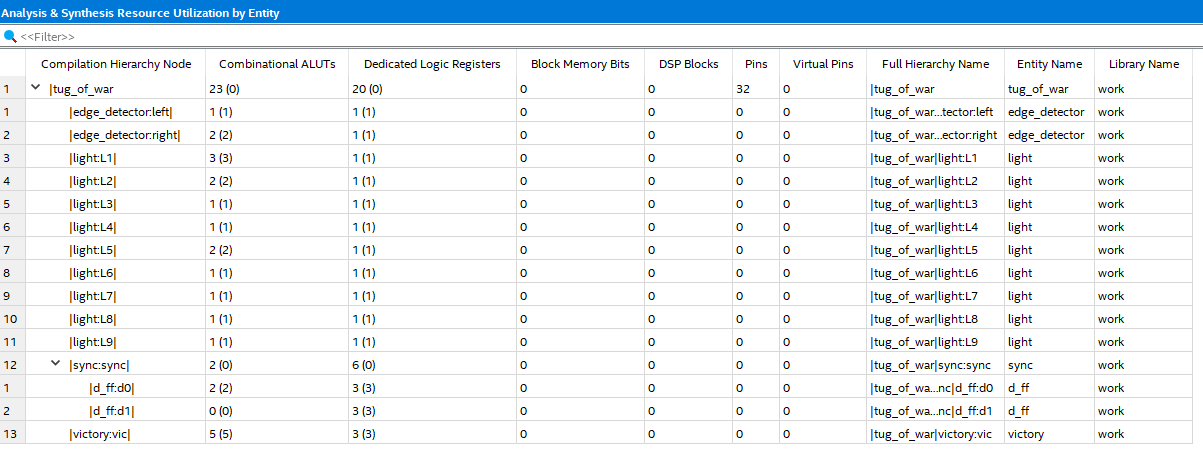 Analysis & Synthesis Resource Utilization by Entity
<<Filter>>
Compilation Hierarchy Node Combinational ALUTs Dedicated Logic Registers Block Memory Bits DSP Blocks Pins Virtual Pins Full Hierarchy Name Entity Name Library Name
1 |tug_of_war 23 (0) 20 (0) 0 0 32 0 |tug_of_war tug_of_war work
1 |edge_detector:left| 1 (1) 1 (1) 0 0 0 0 |tug_of_war...tector:left edge_detector work
2 |edge_detector:right| 2 (2) 1 (1) 0 0 0 0 |tug_of_war...ector:right edge_detector work
3 |light:L1| 3 (3) 1 (1) 0 0 0 0 |tug_of_war|light:L1 light work
4 |light:L2| 2 (2) 1 (1) 0 0 0 0 |tug_of_war|light:L2 light work
5 |light:L3| 1 (1) 1 (1) 0 0 0 0 |tug_of_war|light:L3 light work
6 |light:L4| 1 (1) 1 (1) 0 0 0 0 |tug_of_war|light:L4 light work
7 |light:L5| 2 (2) 1 (1) 0 0 0 0 |tug_of_war|light:L5 light work
8 |light:L6| 1 (1) 1 (1) 0 0 0 0 |tug_of_war|light:L6 light work
9 |light:L7| 1 (1) 1 (1) 0 0 0 0 |tug_of_war|light:L7 light work
10 |light:L8| 1 (1) 1 (1) 0 0 0 0 |tug_of_war|light:L8 light work
11 |light:L9| 1 (1) 1 (1) 0 0 0 0 |tug_of_war|light:L9 light work
12 |sync:sync| 2 (0) 6 (0) 0 0 0 0 |tug_of_war|sync:sync sync work
1 |d_ff:d0| 2 (2) 3 (3) 0 0 0 0 |tug_of_wa...nc|d_ff:d0 d_ff work
2 |d_ff:d1| 0 (0) 3 (3) 0 0 0 0 |tug_of_wa...nc|d_ff:d1 d_ff work
13 |victory:vic| 5 (5) 3 (3) 0 0 0 0 |tug_of_war|victory:vic victory work